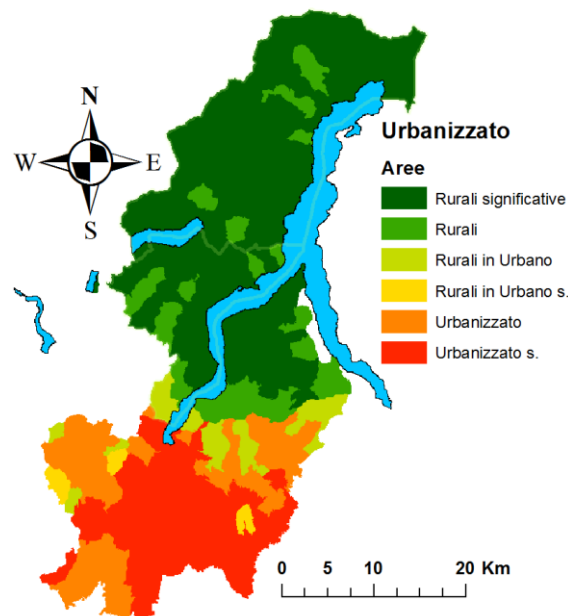 N
W E
S
Urbanizzato
Aree
Rurali significative
Rurali
Rurali in Urbano
Rurali in Urbano s.
Urbanizzato
Urbanizzato s.
0 5 10 20 Km